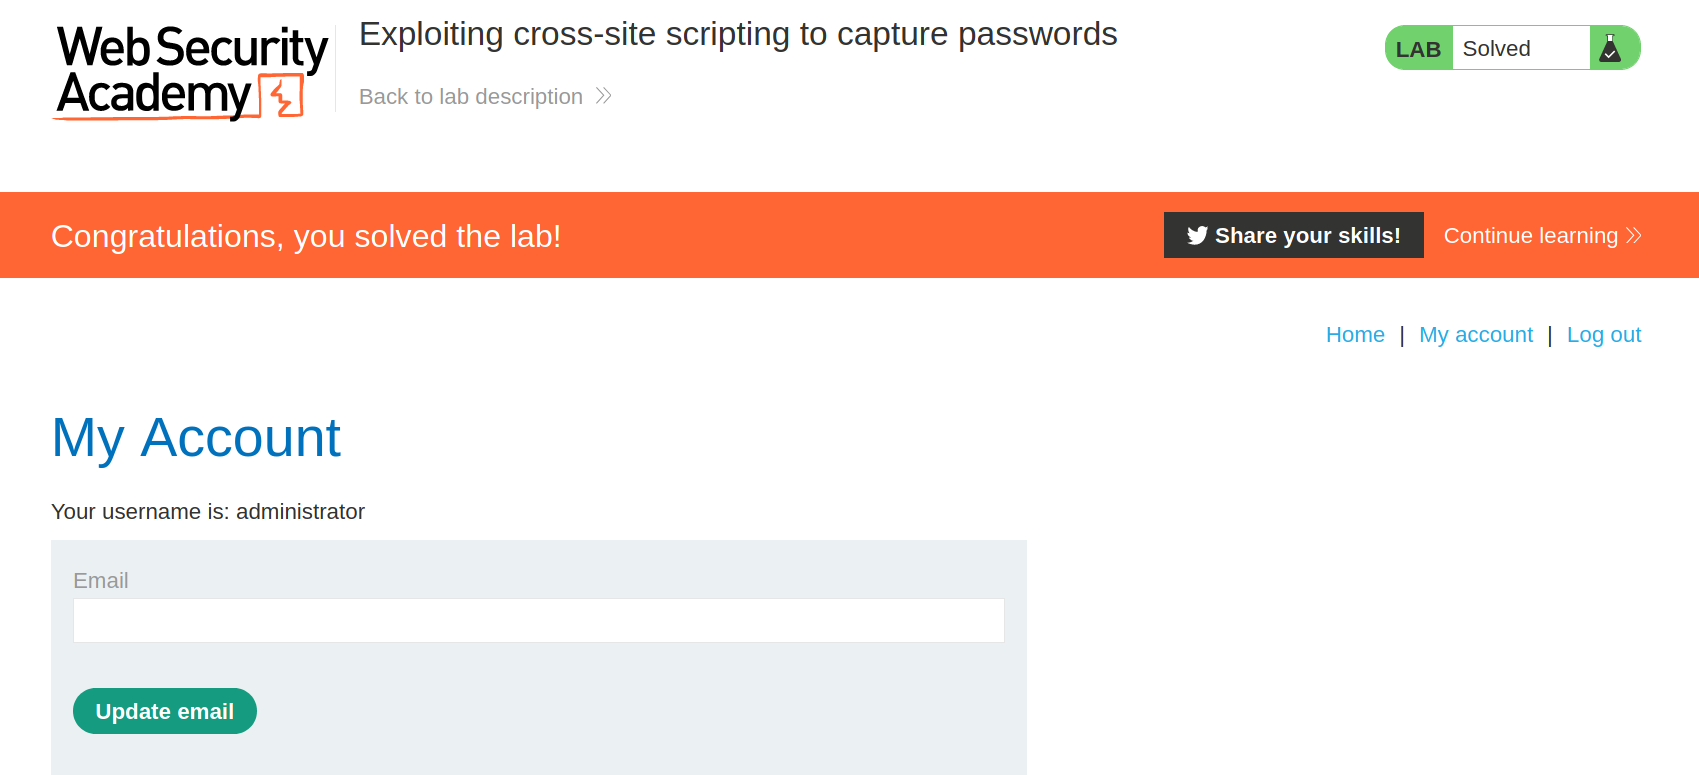 Web Security
Academy
Exploiting cross-site scripting to capture passwords
Back to lab description
LAB Solved
Congratulations, you solved the lab!
Share your skills!
Continue learning
Home | My account | Log out
My Account
Your username is: administrator
Email
Update email